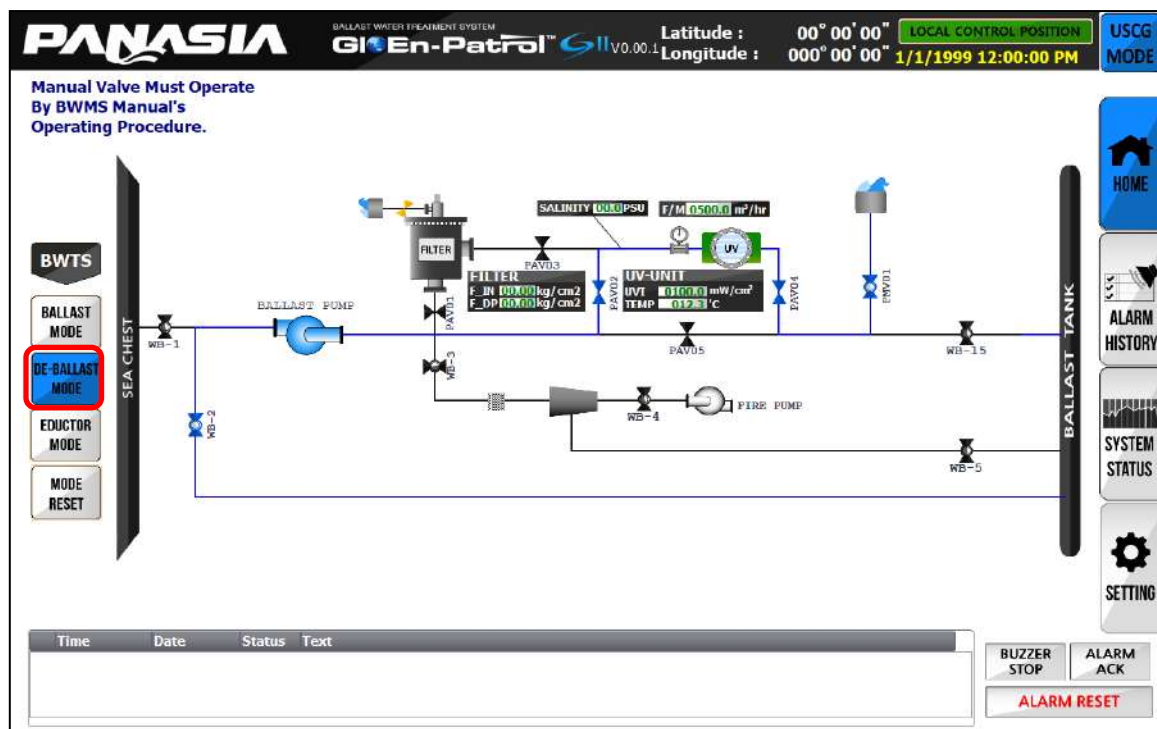 PANASIA
BALLAST WATER TREATMENT SYSTEM
GloEn-Patrol™ SII V0.00.1
Latitude : 00° 00' 00"
Longitude : 000° 00' 00"
LOCAL CONTROL POSITION
1/1/1999 12:00:00 PM
USCG
MODE
Manual Valve Must Operate
By BWMS Manual's
Operating Procedure.
HOME
ALARM
HISTORY
SYSTEM
STATUS
SETTING
BWTS
BALLAST
MODE
DE-BALLAST
MODE
EDUCTOR
MODE
MODE
RESET
SEA CHEST
WB-1
WB-2
BALLAST PUMP
FILTER
PAV01
WB-3
PAV03
FILTER
F_IN 00.00 kg/cm2
F_DP 00.00 kg/cm2
SALINITY 00.0 PSU
F/M 0500.0 m³/hr
UV
PAV02
UV-UNIT
UVI 0100.0 mW/cm²
TEMP 012.3 'C
PAV04
PAV05
PMV01
WB-15
WB-4
FIRE PUMP
WB-5
BALLAST TANK
Time Date Status Text
BUZZER
STOP
ALARM
ACK
ALARM RESET